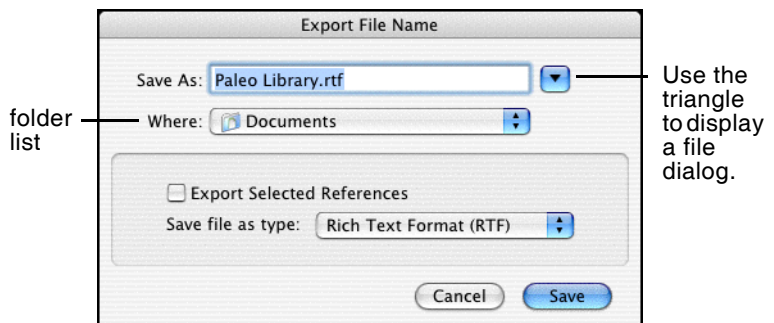 Export File Name
Save As: Paleo Library.rtf
Where: Documents
Export Selected References
Save file as type: Rich Text Format (RTF)
Cancel Save
folder
list
Use the
triangle
to display
a file
dialog.